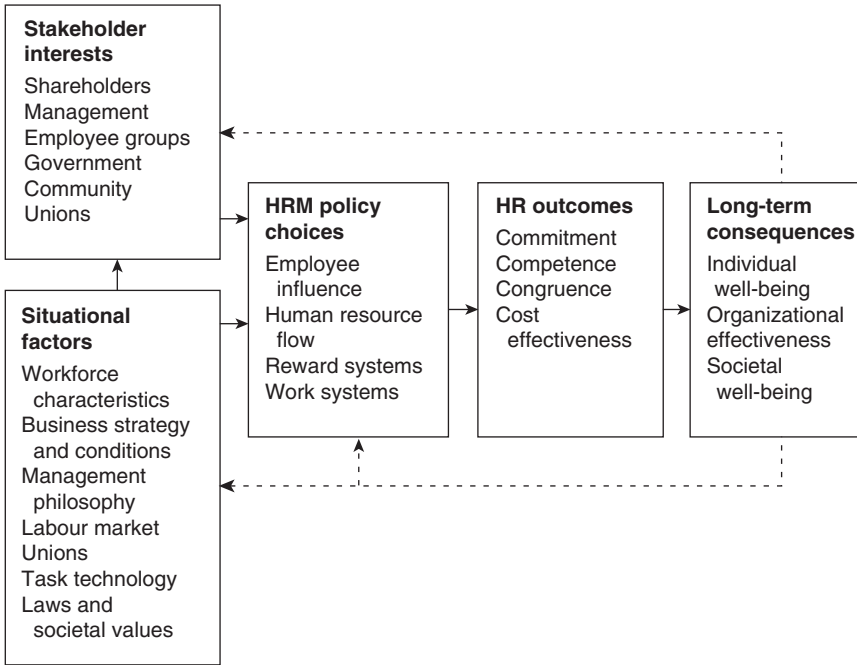 Stakeholder
interests
Shareholders
Management
Employee groups
Government
Community
Unions
Situational
factors
Workforce
characteristics
Business strategy
and conditions
Management
philosophy
Labour market
Unions
Task technology
Laws and
societal values
HRM policy
choices
Employee
influence
Human resource
flow
Reward systems
Work systems
HR outcomes
Commitment
Competence
Congruence
Cost
effectiveness
Long-term
consequences
Individual
well-being
Organizational
effectiveness
Societal
well-being